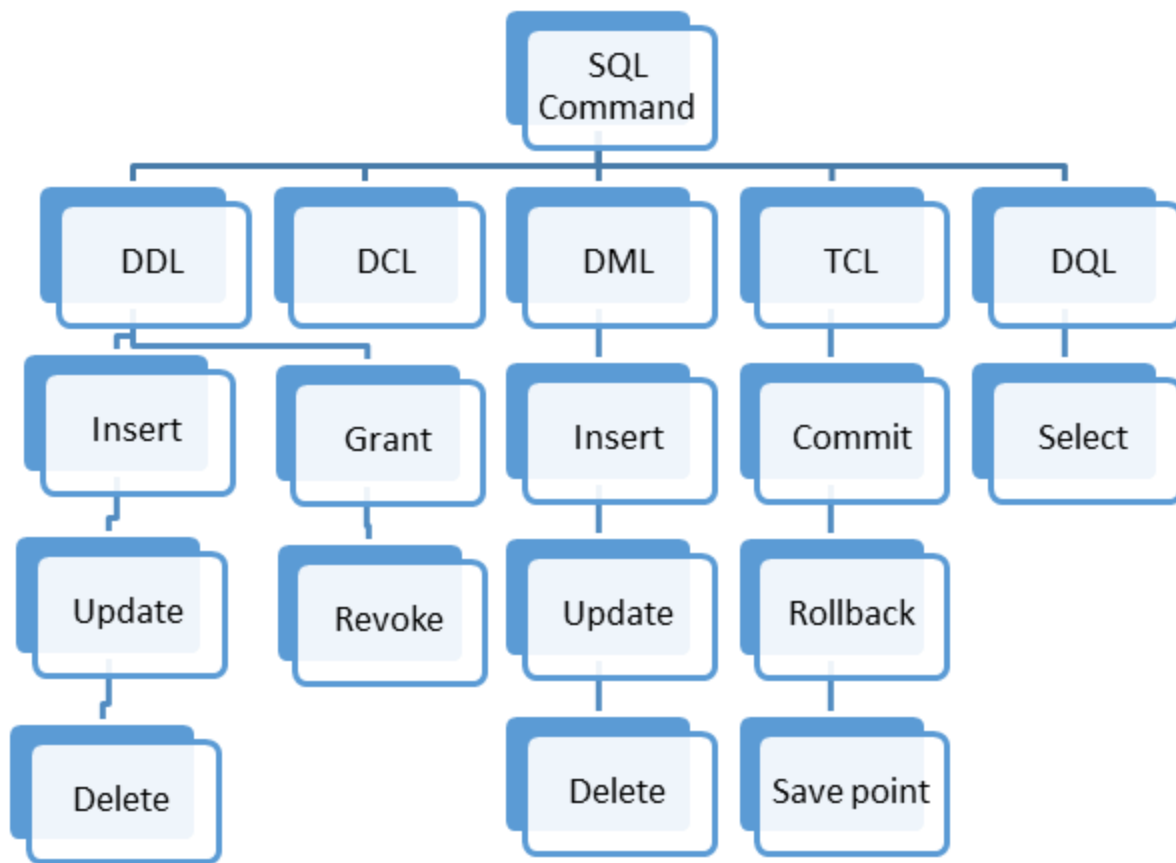 SQL
Command
DDL
DCL
DML
TCL
DQL
Insert
Grant
Insert
Commit
Select
Update
Revoke
Update
Rollback
Delete
Delete
Save point